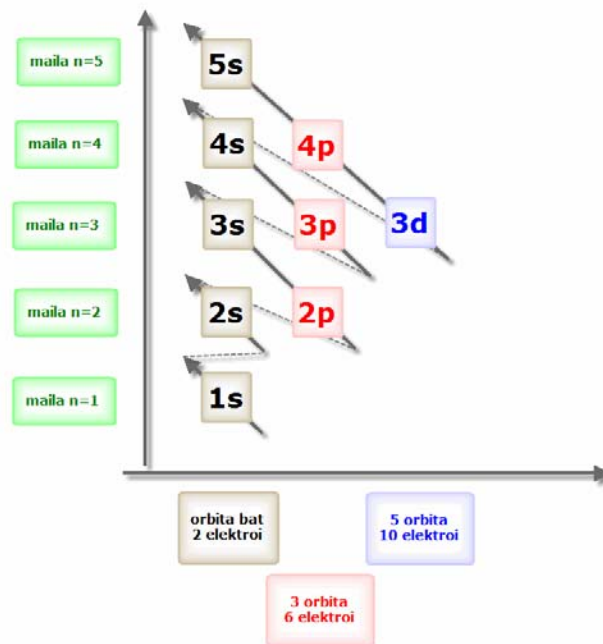 maila n=5
5s
maila n=4
4s
4p
maila n=3
3s
3p
3d
maila n=2
2s
2p
maila n=1
1s
orbita bat
2 elektroi
5 orbita
10 elektroi
3 orbita
6 elektroi